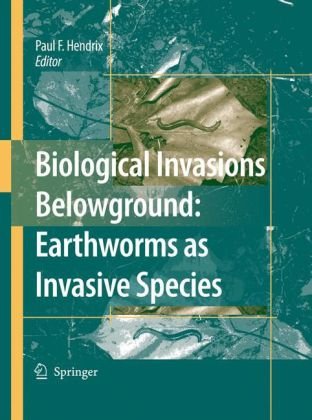 Paul F. Hendrix
Editor
Biological Invasions
Belowground:
Earthworms as
Invasive Species
Springer